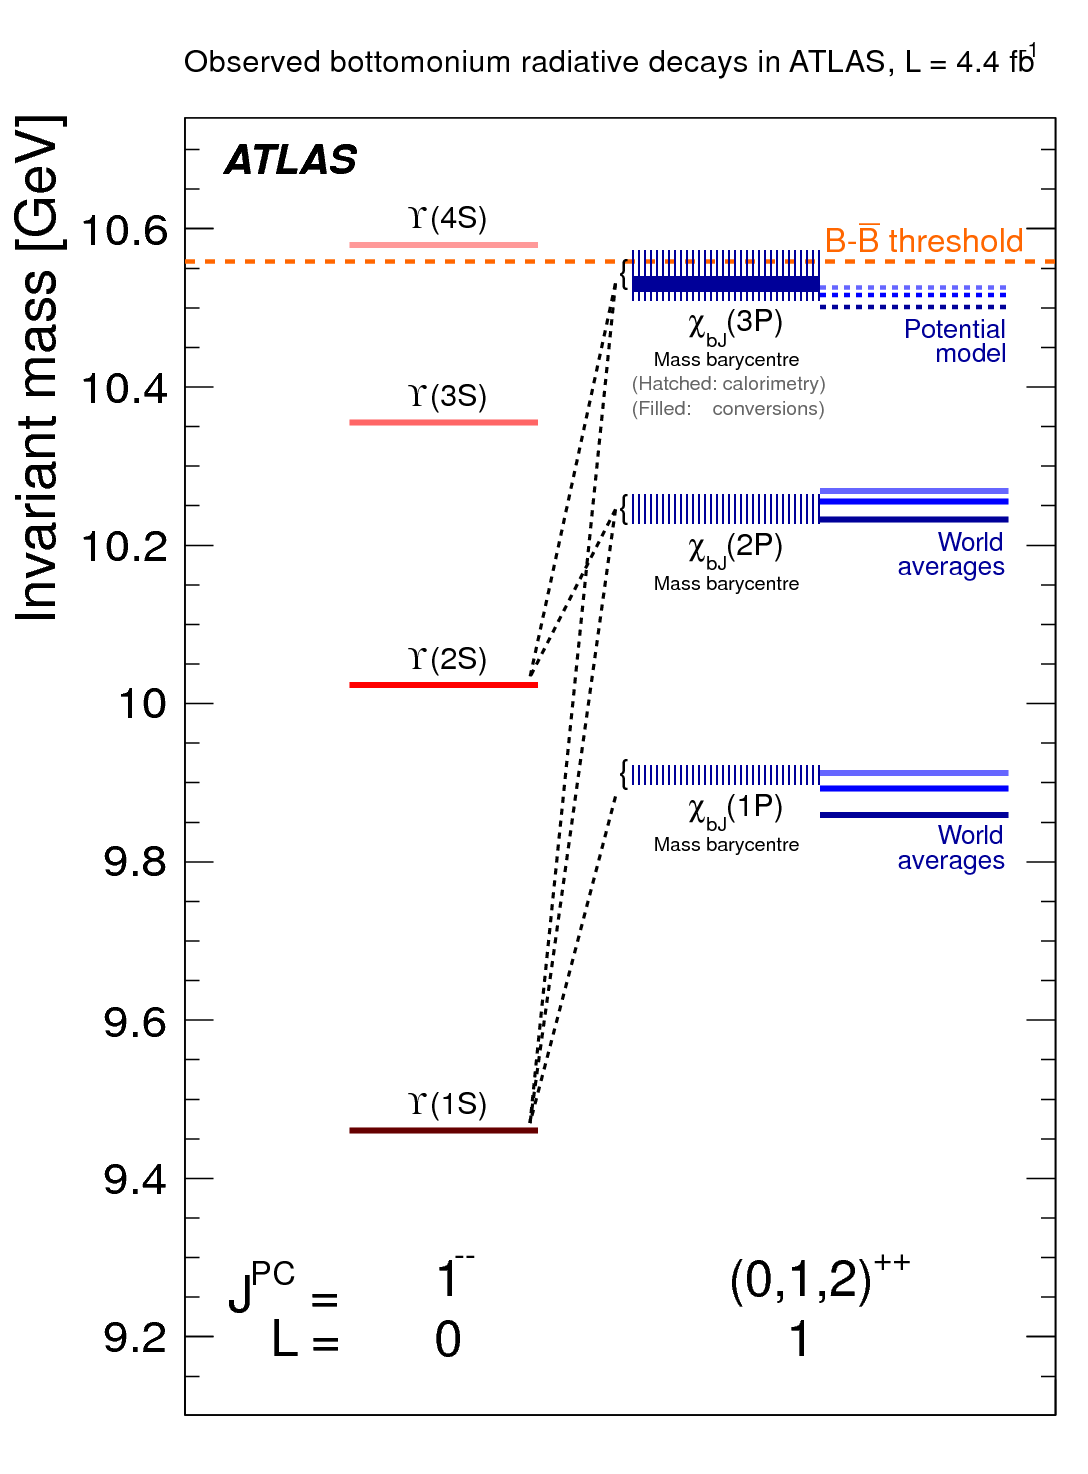 Observed bottomonium radiative decays in ATLAS, L = 4.4 fb⁻¹
Invariant mass [GeV]
ATLAS
10.6
10.4
10.2
10
9.8
9.6
9.4
9.2
ϒ(4S)
ϒ(3S)
ϒ(2S)
ϒ(1S)
B-B̅ threshold
{
χbJ(3P)
Mass barycentre
(Hatched: calorimetry)
(Filled: conversions)
Potential
model
{
χbJ(2P)
Mass barycentre
World
averages
{
χbJ(1P)
Mass barycentre
World
averages
J^PC = 1^-- (0,1,2)^++
L = 0 1